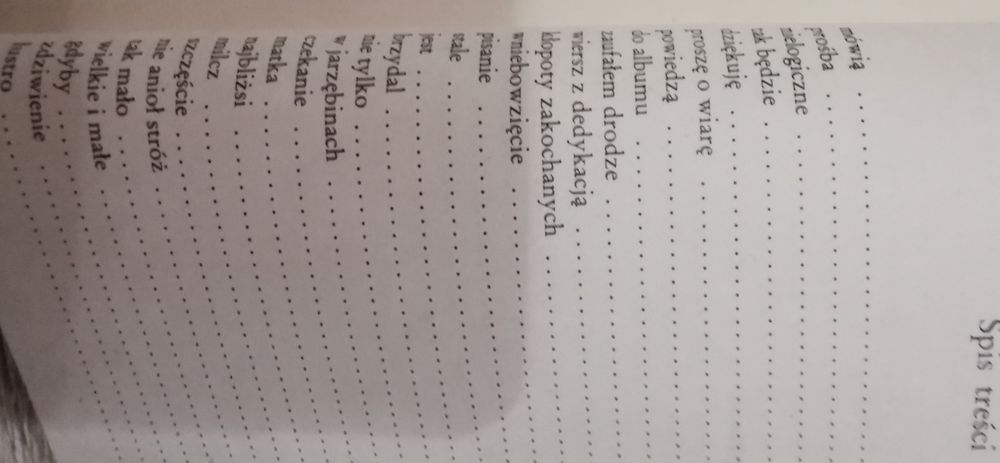 Spis treści
mówią
prośba
nielogiczne
tak będzie
dziękuję
proszę o wiarę
powiedzą
do albumu
zaufałem drodze
wiersz z dedykacją
kłopoty zakochanych
wniebowzięcie
pisanie
stale
jest
brzydal
nie tylko
w jarzębinach
czekanie
matka
najbliżsi
milcz
szczęście
nie anioł stróż
tak mało
wielkie i małe
gdyby
zdziwienie
lustro